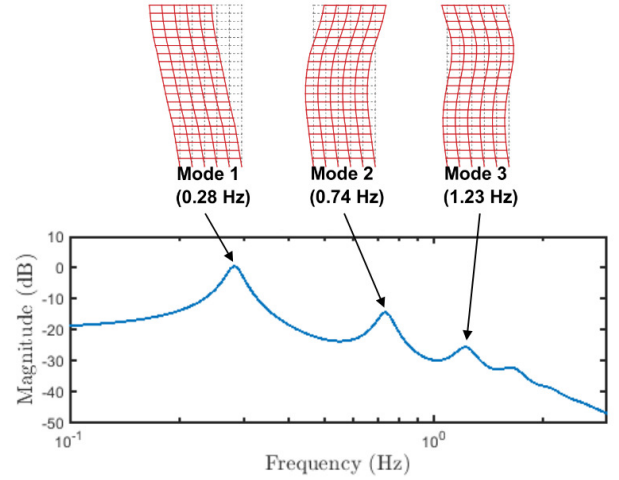 Mode 1
(0.28 Hz)
Mode 2
(0.74 Hz)
Mode 3
(1.23 Hz)
Magnitude (dB)
10
0
-10
-20
-30
-40
-50
10^-1
10^0
Frequency (Hz)